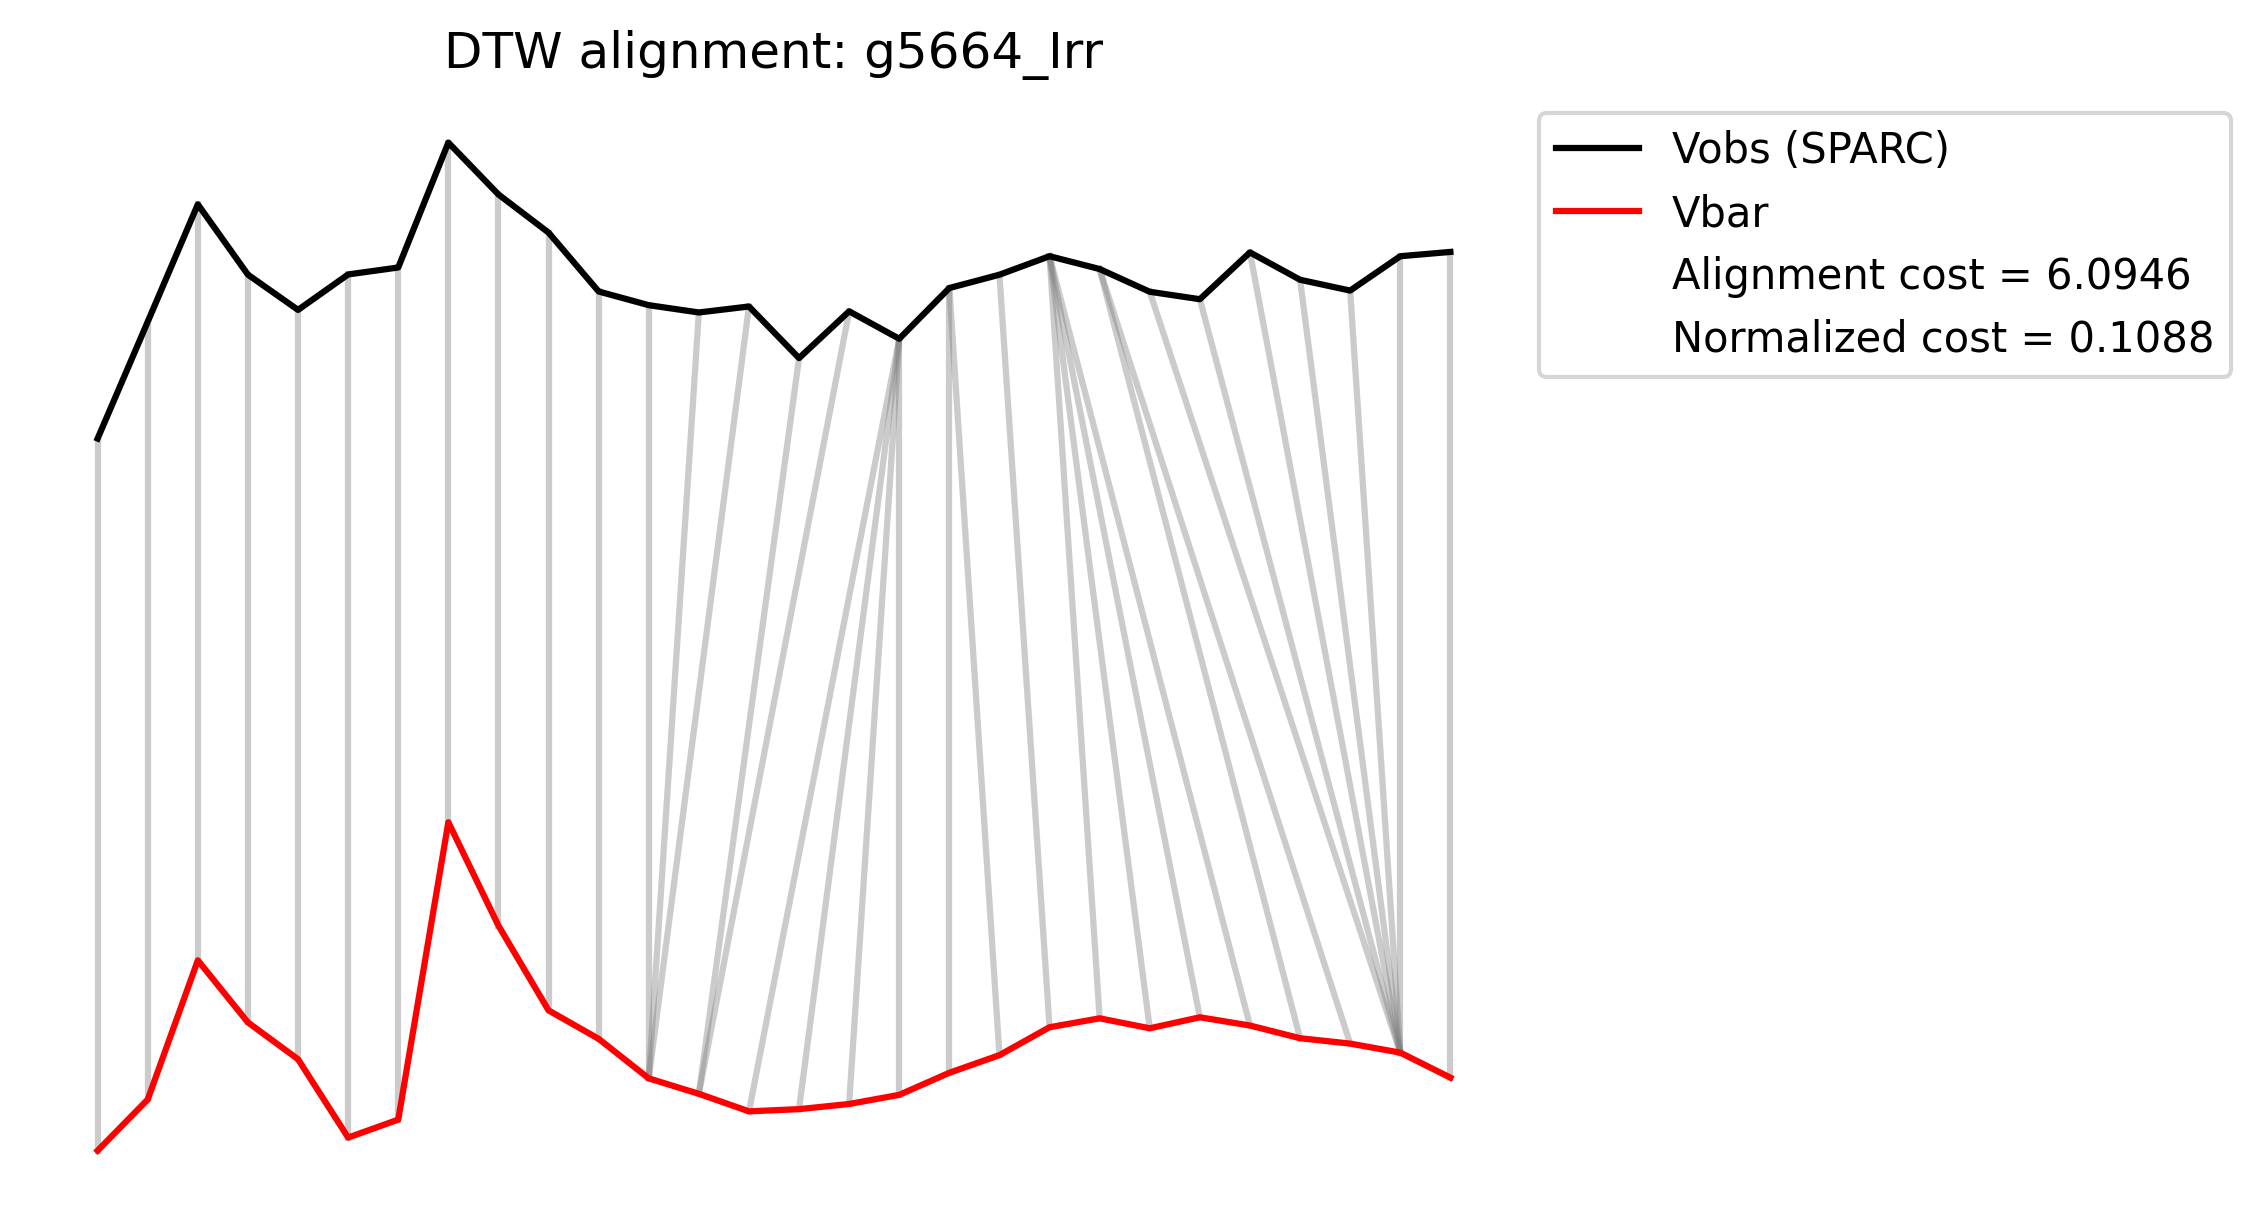 DTW alignment: g5664_Irr
Vobs (SPARC)
Vbar
Alignment cost = 6.0946
Normalized cost = 0.1088